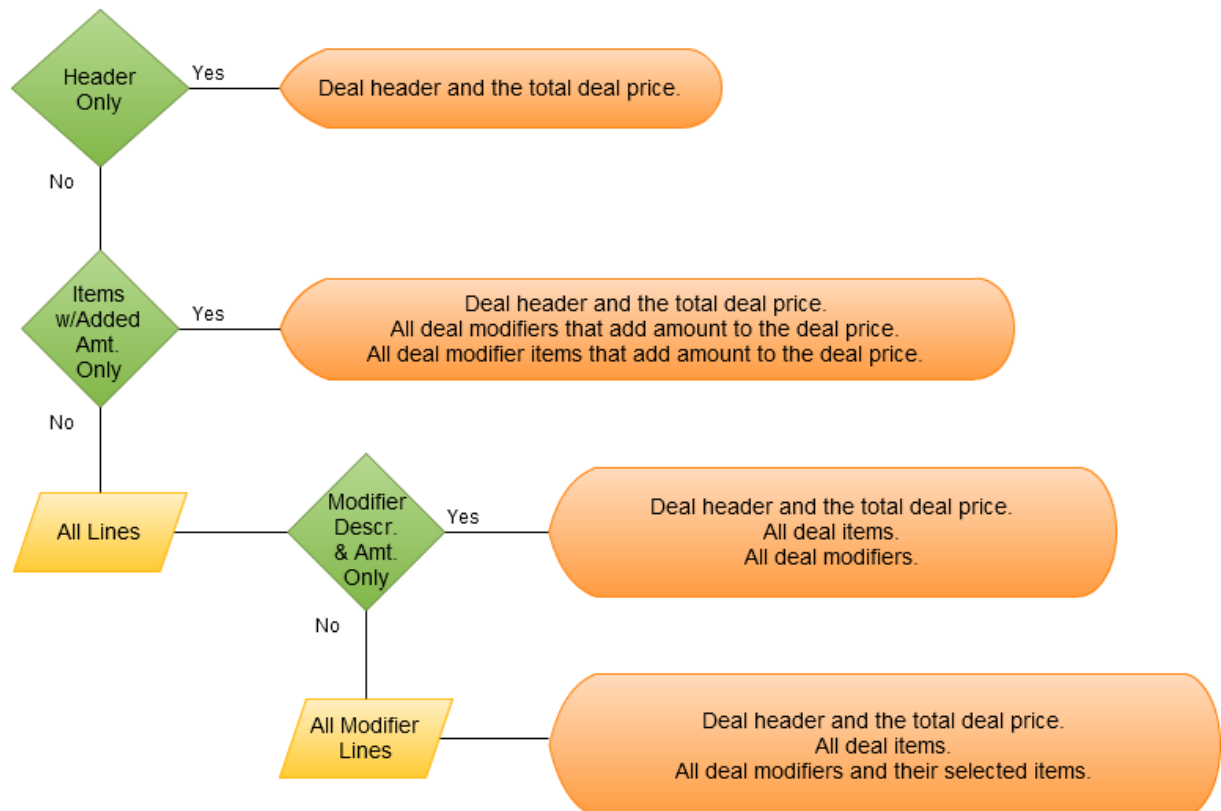 Header
Only
Yes
Deal header and the total deal price.
No
Items
w/Added
Amt.
Only
Yes
Deal header and the total deal price.
All deal modifiers that add amount to the deal price.
All deal modifier items that add amount to the deal price.
No
All Lines
Modifier
Descr.
& Amt.
Only
Yes
Deal header and the total deal price.
All deal items.
All deal modifiers.
No
All Modifier
Lines
Deal header and the total deal price.
All deal items.
All deal modifiers and their selected items.